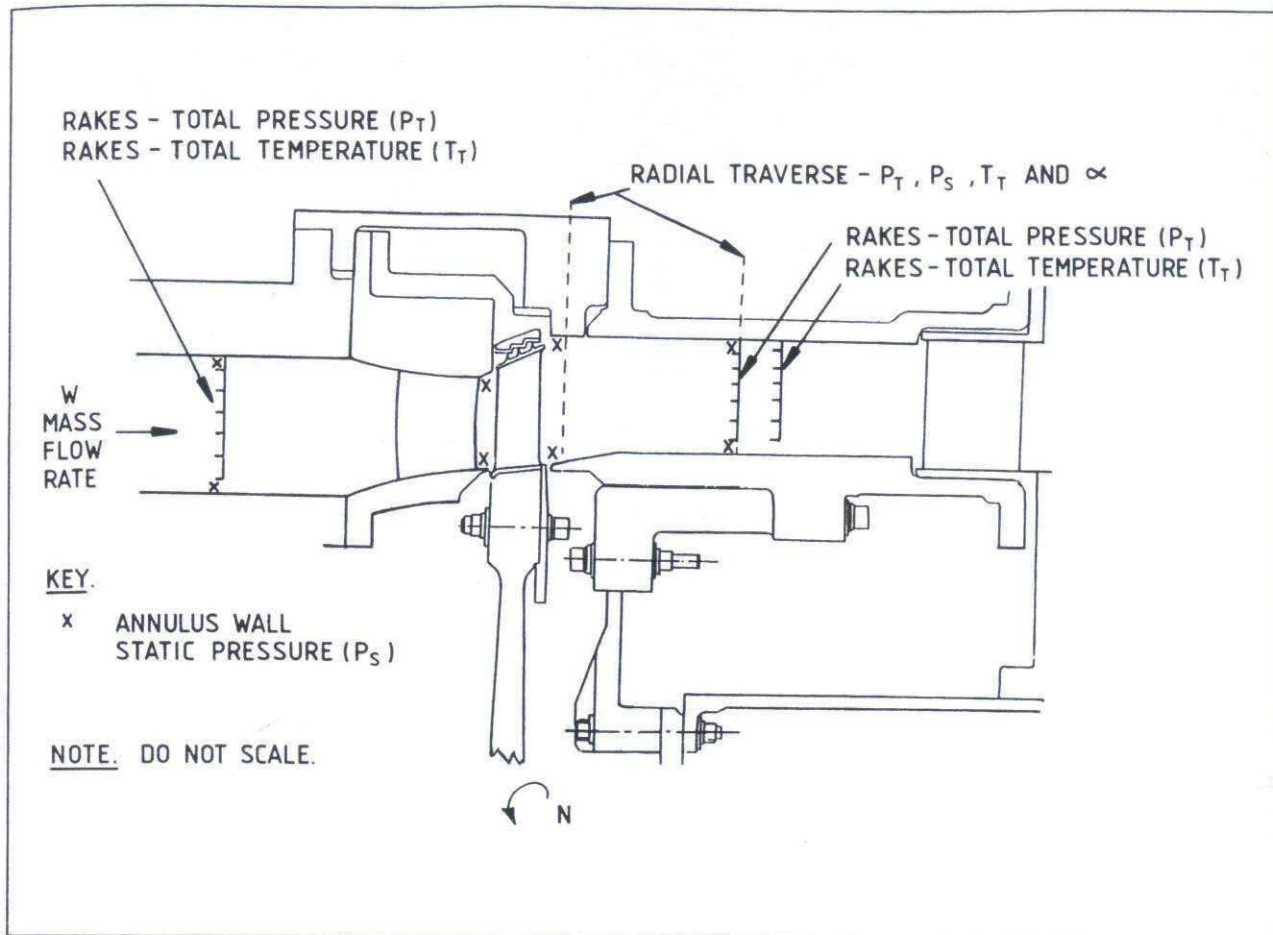 RAKES - TOTAL PRESSURE (PT)
RAKES - TOTAL TEMPERATURE (TT)
RADIAL TRAVERSE - PT, PS, TT AND ∝
RAKES - TOTAL PRESSURE (PT)
RAKES - TOTAL TEMPERATURE (TT)
W
MASS
FLOW
RATE
KEY.
x ANNULUS WALL
STATIC PRESSURE (PS)
NOTE. DO NOT SCALE.
N